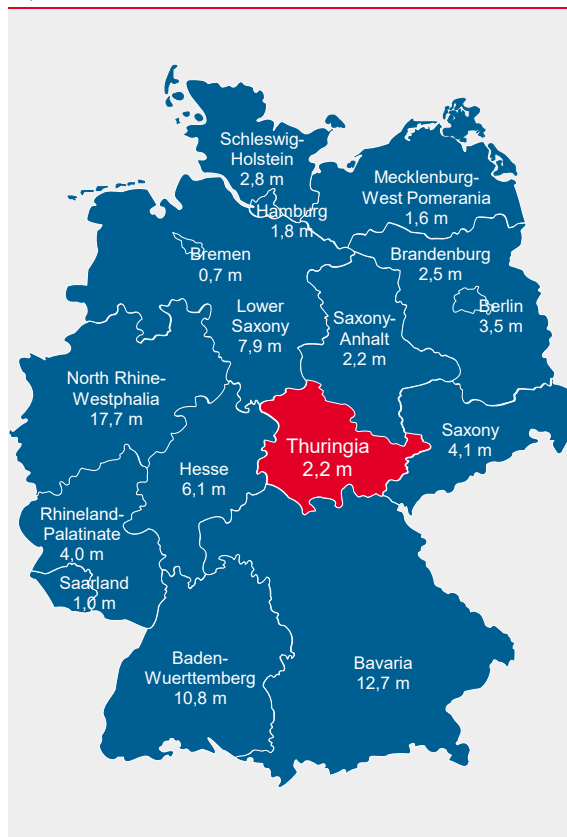 Schleswig-
Holstein
2,8 m
Mecklenburg-
West Pomerania
1,6 m
Hamburg
1,8 m
Bremen
0,7 m
Brandenburg
2,5 m
Berlin
3,5 m
Lower
Saxony
7,9 m
Saxony-
Anhalt
2,2 m
North Rhine-
Westphalia
17,7 m
Thuringia
2,2 m
Saxony
4,1 m
Hesse
6,1 m
Rhineland-
Palatinate
4,0 m
Saarland
1,0 m
Baden-
Wuerttemberg
10,8 m
Bavaria
12,7 m